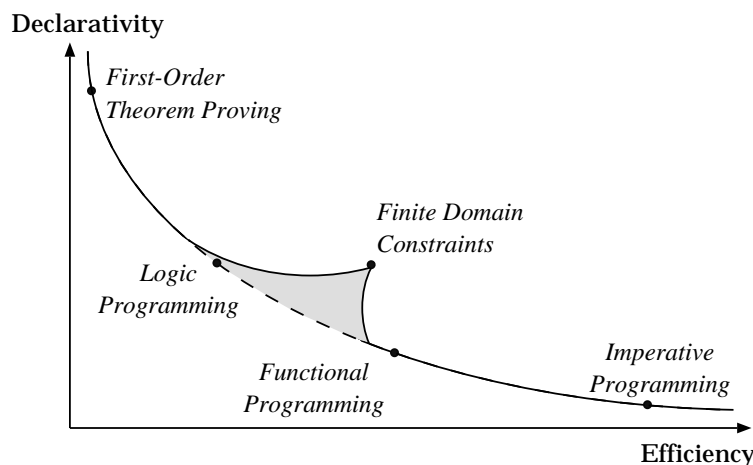 Declarativity
First-Order
Theorem Proving
Finite Domain
Constraints
Logic
Programming
Functional
Programming
Imperative
Programming
Efficiency